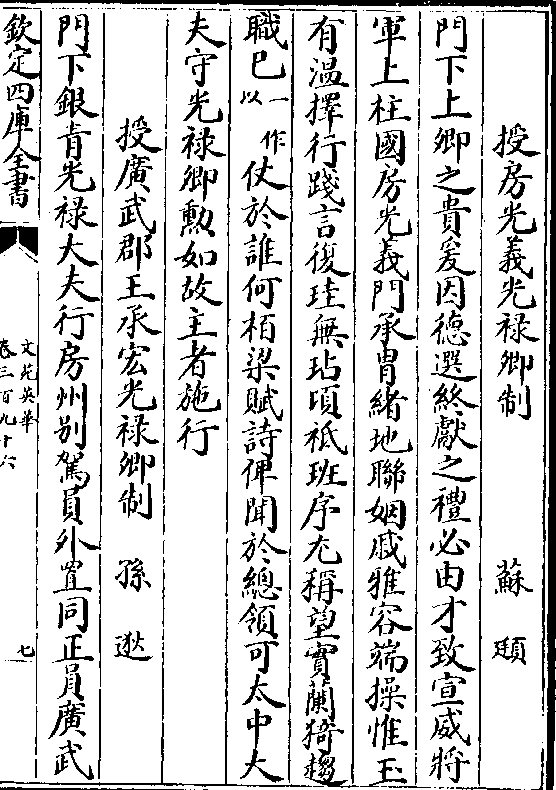 授房光義光禄卿制 蘇頲
門下上卿之貴爰因德選終獻之禮必由才致宣威將
軍上柱國房光義門承胄緒地聯姻戚雅容端操惟玉
有溫擇行踐言復珪無玷頃祗班序尤稱望實蘭猗趨
職已一作以仗於誰何栢梁賦詩俾聞於總領可太中大
夫守光禄卿勲如故主者施行
授廣武郡王承宏光禄卿制 孫逖
門下銀青光禄大夫行房州别駕員外置同正員廣武
欽定四庫全書
文苑英華
卷三百九十六
七